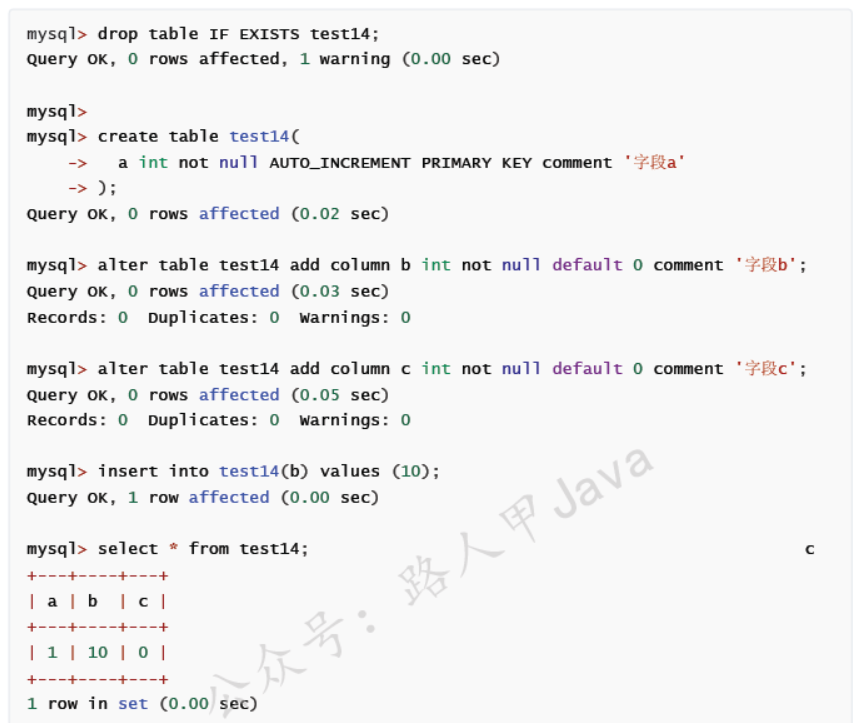 mysql> drop table IF EXISTS test14;
Query OK, 0 rows affected, 1 warning (0.00 sec)
mysql>
mysql> create table test14(
    ->   a int not null AUTO_INCREMENT PRIMARY KEY comment '字段a'
    -> );
Query OK, 0 rows affected (0.02 sec)
mysql> alter table test14 add column b int not null default 0 comment '字段b';
Query OK, 0 rows affected (0.03 sec)
Records: 0  Duplicates: 0  Warnings: 0
mysql> alter table test14 add column c int not null default 0 comment '字段c';
Query OK, 0 rows affected (0.05 sec)
Records: 0  Duplicates: 0  Warnings: 0
mysql> insert into test14(b) values (10);
Query OK, 1 row affected (0.00 sec)
mysql> select * from test14; c
+---+----+---+
| a | b  | c |
+---+----+---+
| 1 | 10 | 0 |
+---+----+---+
1 row in set (0.00 sec)
公众号：路人甲Java